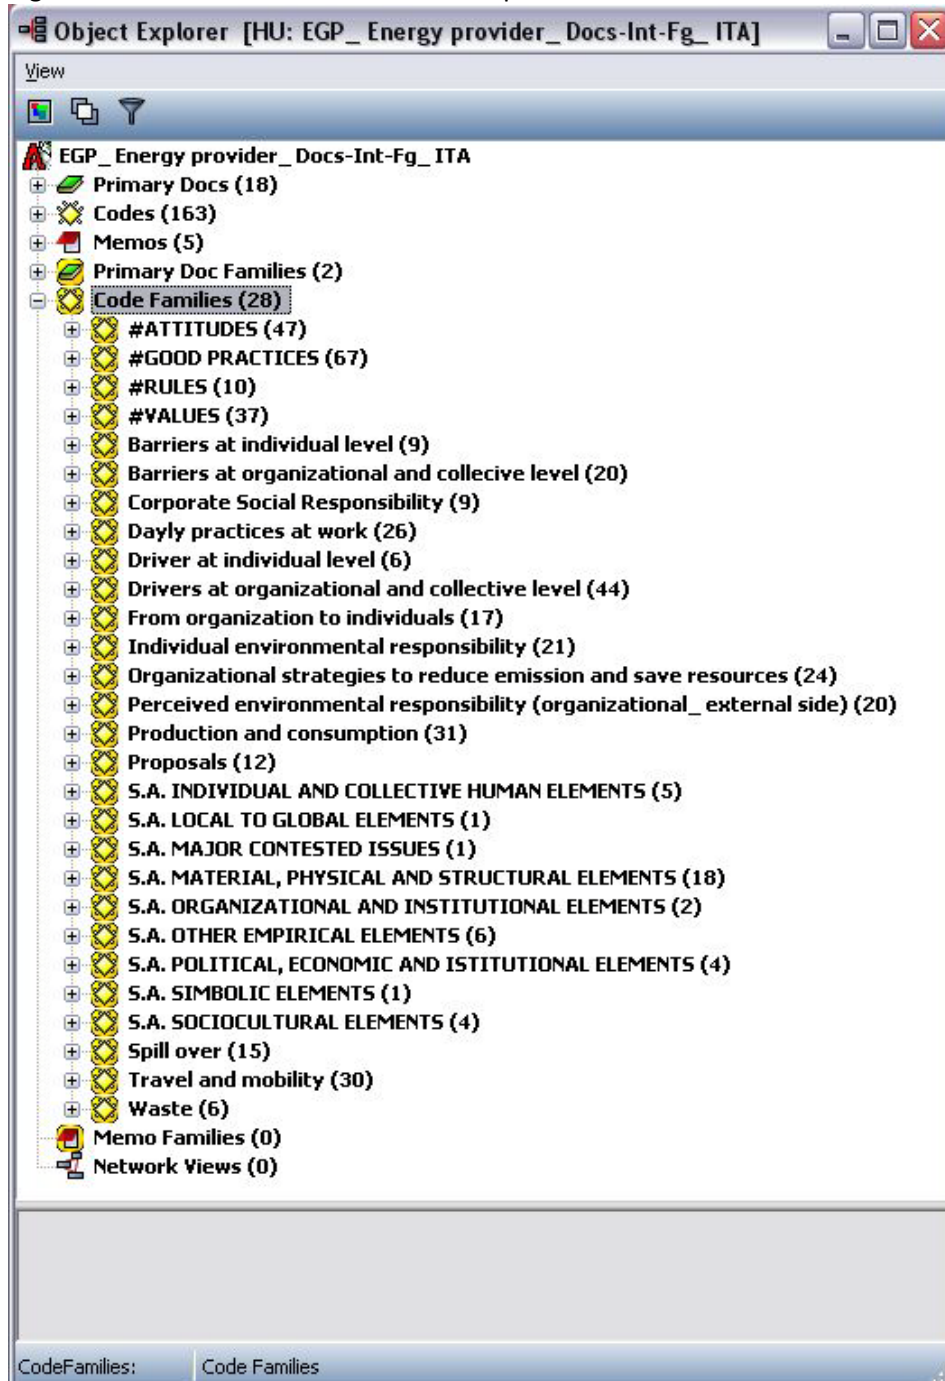 Object Explorer [HU: EGP_ Energy provider_ Docs-Int-Fg_ ITA]
View
EGP_ Energy provider_ Docs-Int-Fg_ ITA
Primary Docs (18)
Codes (163)
Memos (5)
Primary Doc Families (2)
Code Families (28)
#ATTITUDES (47)
#GOOD PRACTICES (67)
#RULES (10)
#VALUES (37)
Barriers at individual level (9)
Barriers at organizational and collecive level (20)
Corporate Social Responsibility (9)
Dayly practices at work (26)
Driver at individual level (6)
Drivers at organizational and collective level (44)
From organization to individuals (17)
Individual environmental responsibility (21)
Organizational strategies to reduce emission and save resources (24)
Perceived environmental responsibility (organizational_ external side) (20)
Production and consumption (31)
Proposals (12)
S.A. INDIVIDUAL AND COLLECTIVE HUMAN ELEMENTS (5)
S.A. LOCAL TO GLOBAL ELEMENTS (1)
S.A. MAJOR CONTESTED ISSUES (1)
S.A. MATERIAL, PHYSICAL AND STRUCTURAL ELEMENTS (18)
S.A. ORGANIZATIONAL AND INSTITUTIONAL ELEMENTS (2)
S.A. OTHER EMPIRICAL ELEMENTS (6)
S.A. POLITICAL, ECONOMIC AND ISTITUTIONAL ELEMENTS (4)
S.A. SIMBOLIC ELEMENTS (1)
S.A. SOCIOCULTURAL ELEMENTS (4)
Spill over (15)
Travel and mobility (30)
Waste (6)
Memo Families (0)
Network Views (0)
CodeFamilies: Code Families